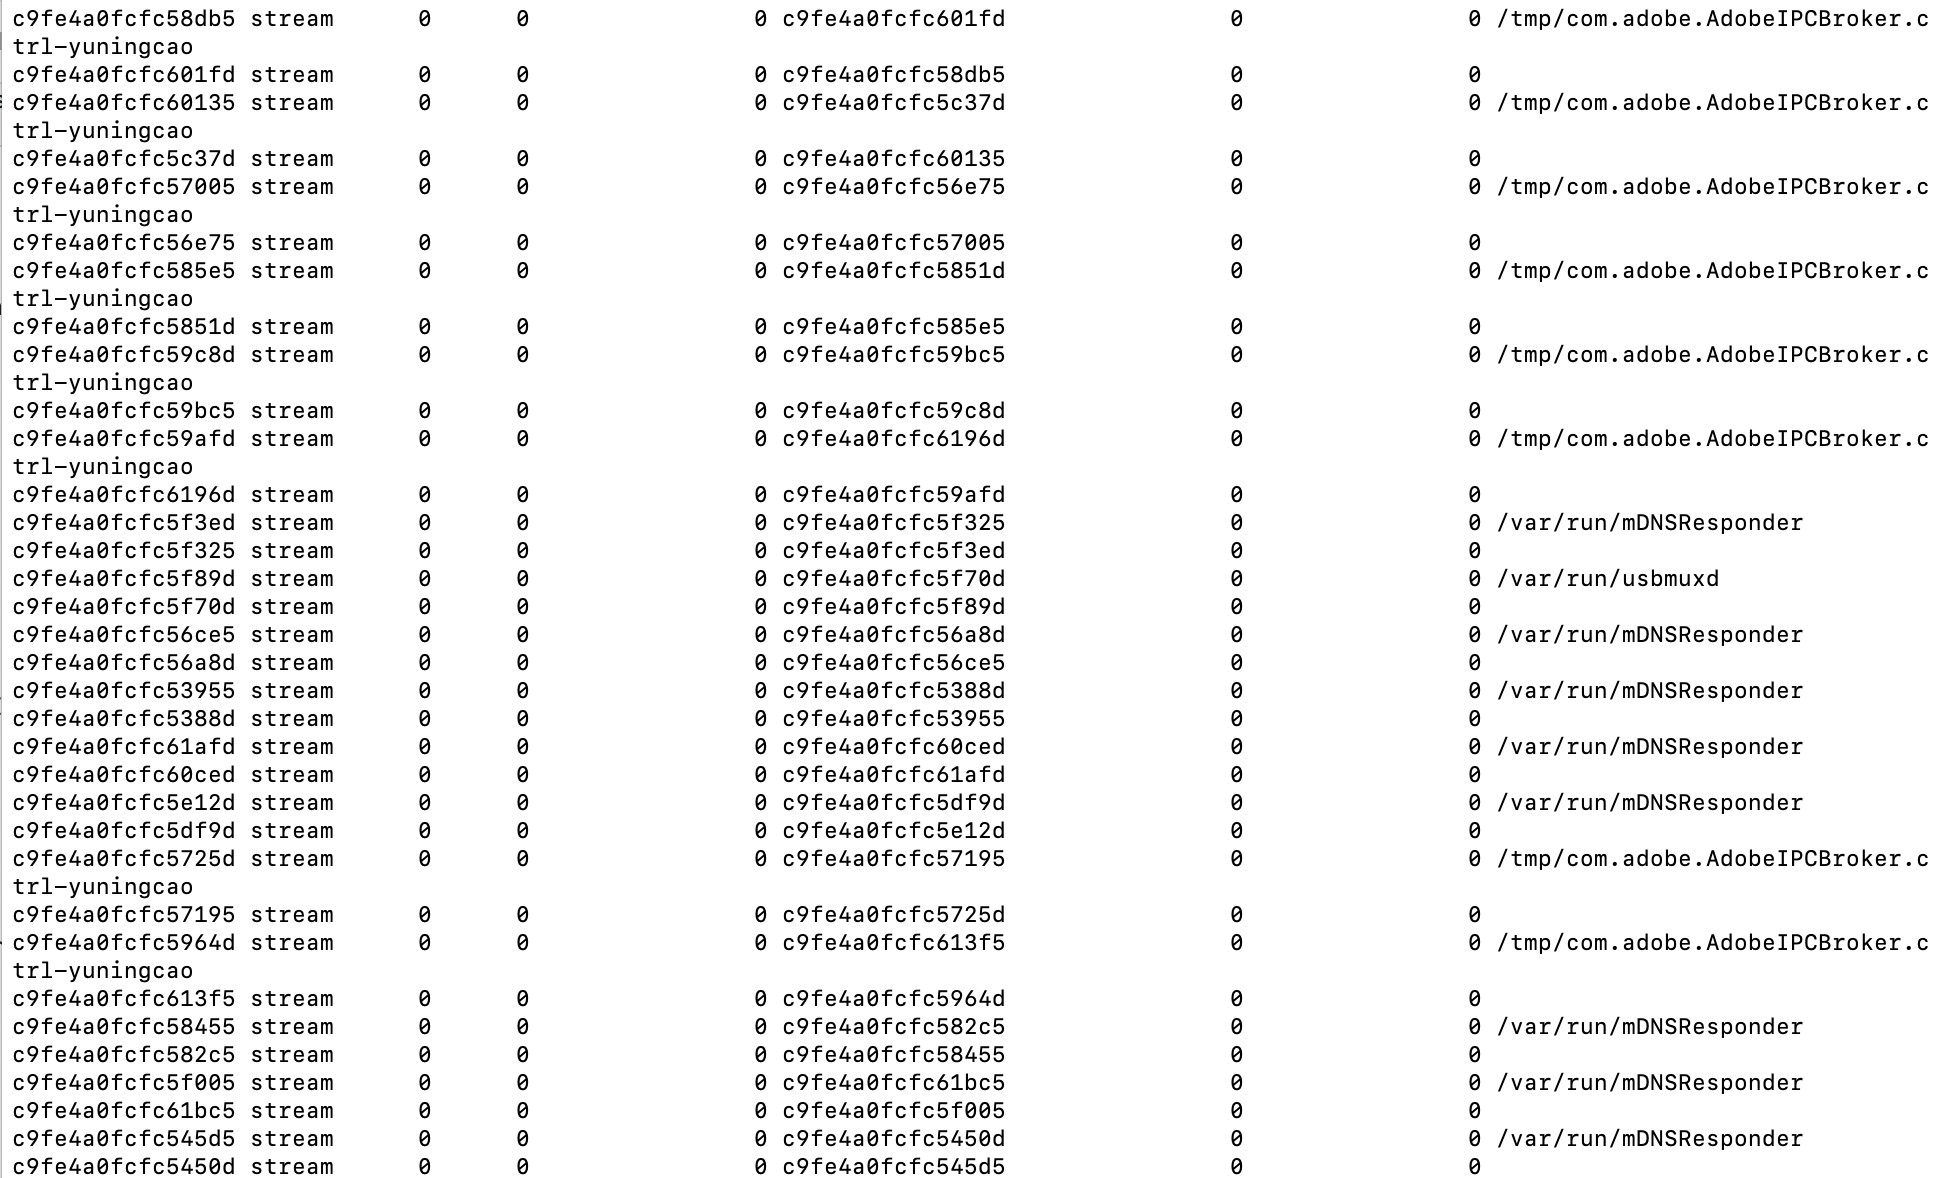 c9fe4a0fcfc58db5 stream 0 0 0 c9fe4a0fcfc601fd 0 0 /tmp/com.adobe.AdobeIPCBroker.c
trl-yuningcao
c9fe4a0fcfc601fd stream 0 0 0 c9fe4a0fcfc58db5 0 0
c9fe4a0fcfc60135 stream 0 0 0 c9fe4a0fcfc5c37d 0 0 /tmp/com.adobe.AdobeIPCBroker.c
trl-yuningcao
c9fe4a0fcfc5c37d stream 0 0 0 c9fe4a0fcfc60135 0 0
c9fe4a0fcfc57005 stream 0 0 0 c9fe4a0fcfc56e75 0 0 /tmp/com.adobe.AdobeIPCBroker.c
trl-yuningcao
c9fe4a0fcfc56e75 stream 0 0 0 c9fe4a0fcfc57005 0 0
c9fe4a0fcfc585e5 stream 0 0 0 c9fe4a0fcfc5851d 0 0 /tmp/com.adobe.AdobeIPCBroker.c
trl-yuningcao
c9fe4a0fcfc5851d stream 0 0 0 c9fe4a0fcfc585e5 0 0
c9fe4a0fcfc59c8d stream 0 0 0 c9fe4a0fcfc59bc5 0 0 /tmp/com.adobe.AdobeIPCBroker.c
trl-yuningcao
c9fe4a0fcfc59bc5 stream 0 0 0 c9fe4a0fcfc59c8d 0 0
c9fe4a0fcfc59afd stream 0 0 0 c9fe4a0fcfc6196d 0 0 /tmp/com.adobe.AdobeIPCBroker.c
trl-yuningcao
c9fe4a0fcfc6196d stream 0 0 0 c9fe4a0fcfc59afd 0 0
c9fe4a0fcfc5f3ed stream 0 0 0 c9fe4a0fcfc5f325 0 0 /var/run/mDNSResponder
c9fe4a0fcfc5f325 stream 0 0 0 c9fe4a0fcfc5f3ed 0 0
c9fe4a0fcfc5f89d stream 0 0 0 c9fe4a0fcfc5f70d 0 0 /var/run/usbmuxd
c9fe4a0fcfc5f70d stream 0 0 0 c9fe4a0fcfc5f89d 0 0
c9fe4a0fcfc56ce5 stream 0 0 0 c9fe4a0fcfc56a8d 0 0 /var/run/mDNSResponder
c9fe4a0fcfc56a8d stream 0 0 0 c9fe4a0fcfc56ce5 0 0
c9fe4a0fcfc53955 stream 0 0 0 c9fe4a0fcfc5388d 0 0 /var/run/mDNSResponder
c9fe4a0fcfc5388d stream 0 0 0 c9fe4a0fcfc53955 0 0
c9fe4a0fcfc61afd stream 0 0 0 c9fe4a0fcfc60ced 0 0 /var/run/mDNSResponder
c9fe4a0fcfc60ced stream 0 0 0 c9fe4a0fcfc61afd 0 0
c9fe4a0fcfc5e12d stream 0 0 0 c9fe4a0fcfc5df9d 0 0 /var/run/mDNSResponder
c9fe4a0fcfc5df9d stream 0 0 0 c9fe4a0fcfc5e12d 0 0
c9fe4a0fcfc5725d stream 0 0 0 c9fe4a0fcfc57195 0 0 /tmp/com.adobe.AdobeIPCBroker.c
trl-yuningcao
c9fe4a0fcfc57195 stream 0 0 0 c9fe4a0fcfc5725d 0 0
c9fe4a0fcfc5964d stream 0 0 0 c9fe4a0fcfc613f5 0 0 /tmp/com.adobe.AdobeIPCBroker.c
trl-yuningcao
c9fe4a0fcfc613f5 stream 0 0 0 c9fe4a0fcfc5964d 0 0
c9fe4a0fcfc58455 stream 0 0 0 c9fe4a0fcfc582c5 0 0 /var/run/mDNSResponder
c9fe4a0fcfc582c5 stream 0 0 0 c9fe4a0fcfc58455 0 0
c9fe4a0fcfc5f005 stream 0 0 0 c9fe4a0fcfc61bc5 0 0 /var/run/mDNSResponder
c9fe4a0fcfc61bc5 stream 0 0 0 c9fe4a0fcfc5f005 0 0
c9fe4a0fcfc545d5 stream 0 0 0 c9fe4a0fcfc5450d 0 0 /var/run/mDNSResponder
c9fe4a0fcfc5450d stream 0 0 0 c9fe4a0fcfc545d5 0 0